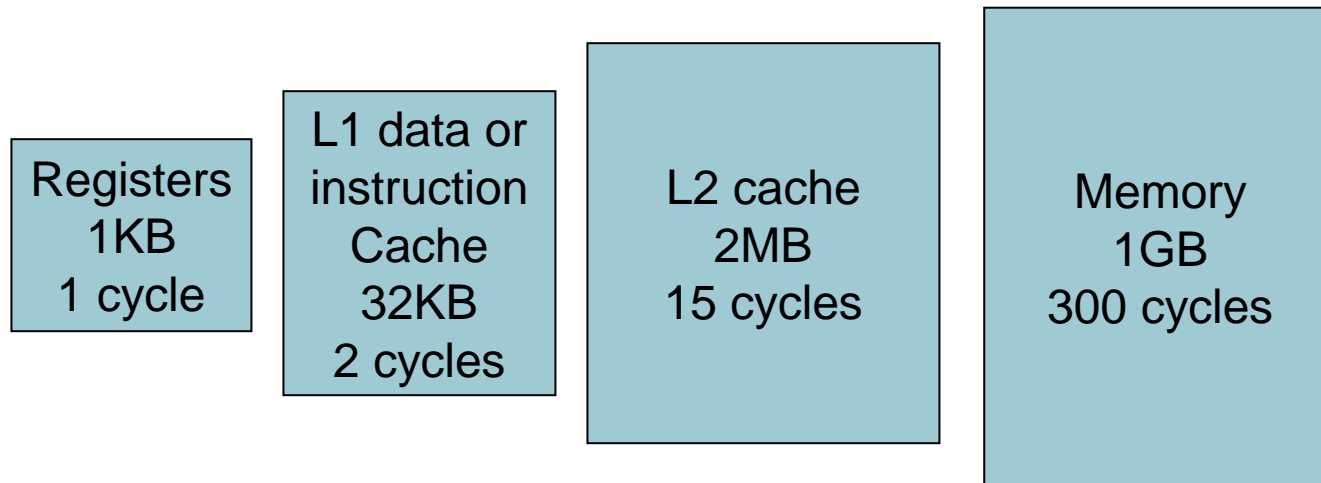 Registers
1KB
1 cycle
L1 data or
instruction
Cache
32KB
2 cycles
L2 cache
2MB
15 cycles
Memory
1GB
300 cycles